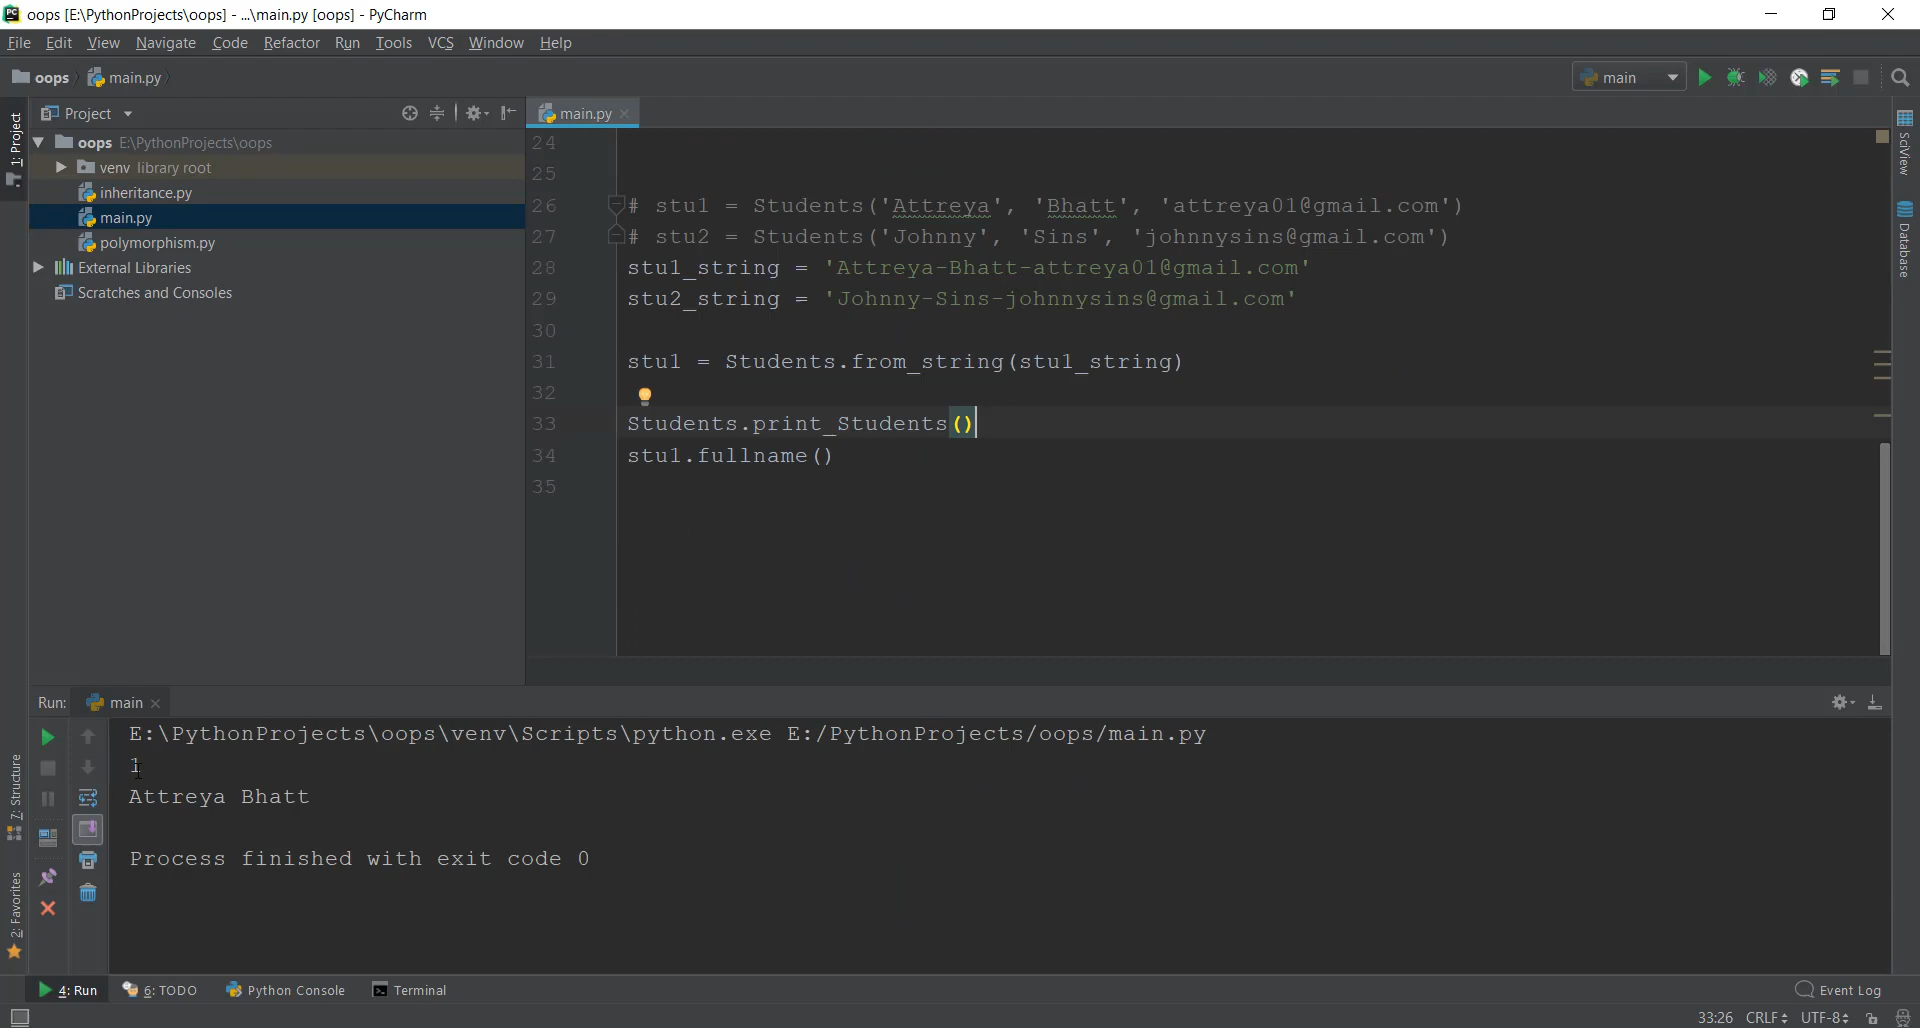 oops [E:\PythonProjects\oops] - ...\main.py [oops] - PyCharm
File Edit View Navigate Code Refactor Run Tools VCS Window Help
oops main.py
main
1: Project
Project
main.py
oops E:\PythonProjects\oops
venv library root
inheritance.py
main.py
polymorphism.py
External Libraries
Scratches and Consoles
24
25
26 # stu1 = Students('Attreya', 'Bhatt', 'attreya01@gmail.com')
27 # stu2 = Students('Johnny', 'Sins', 'johnnysins@gmail.com')
28 stu1_string = 'Attreya-Bhatt-attreya01@gmail.com'
29 stu2_string = 'Johnny-Sins-johnnysins@gmail.com'
30
31 stu1 = Students.from_string(stu1_string)
32
33 Students.print_Students()
34 stu1.fullname()
35
SciView
Database
Run: main
E:\PythonProjects\oops\venv\Scripts\python.exe E:/PythonProjects/oops/main.py
1
Attreya Bhatt
Process finished with exit code 0
7: Structure
2: Favorites
4: Run 6: TODO Python Console Terminal Event Log
33:26 CRLF UTF-8